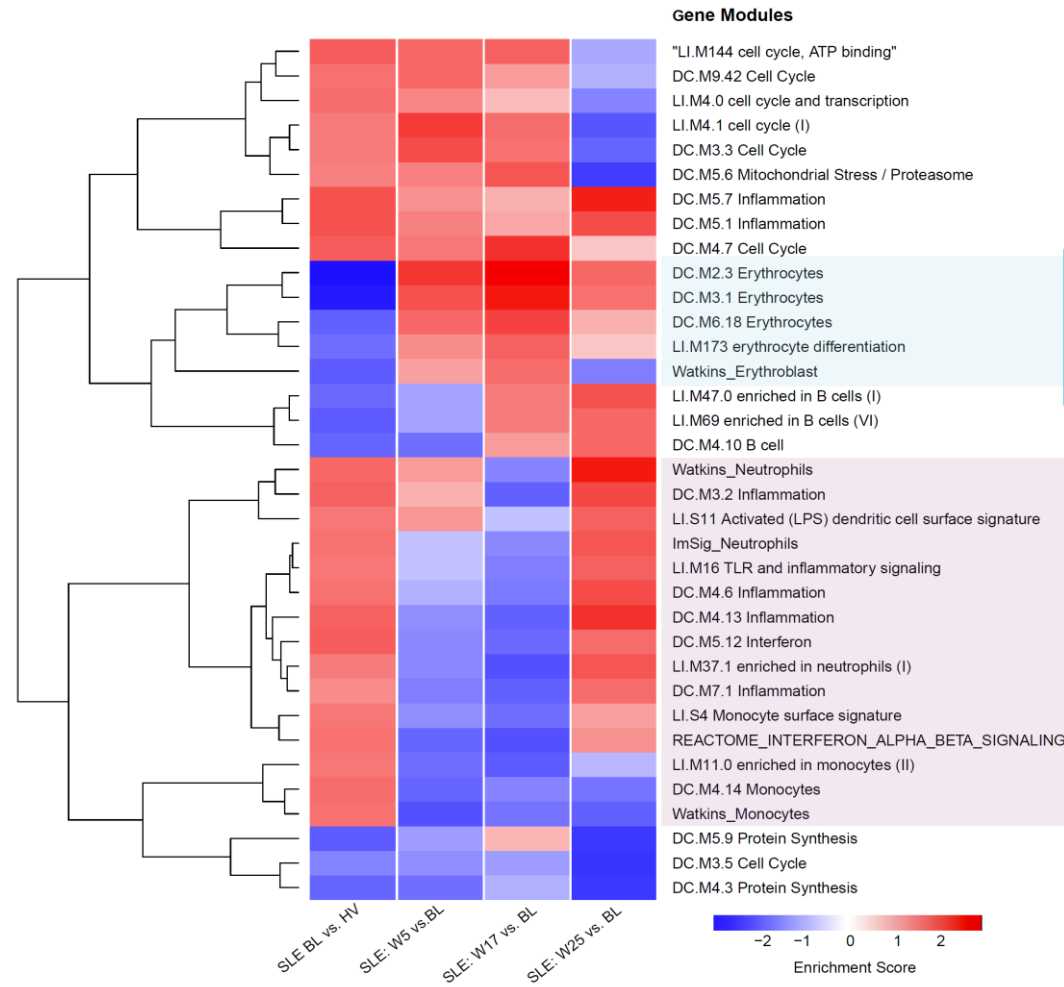 Gene Modules
"LI.M144 cell cycle, ATP binding"
DC.M9.42 Cell Cycle
LI.M4.0 cell cycle and transcription
LI.M4.1 cell cycle (I)
DC.M3.3 Cell Cycle
DC.M5.6 Mitochondrial Stress / Proteasome
DC.M5.7 Inflammation
DC.M5.1 Inflammation
DC.M4.7 Cell Cycle
DC.M2.3 Erythrocytes
DC.M3.1 Erythrocytes
DC.M6.18 Erythrocytes
LI.M173 erythrocyte differentiation
Watkins_Erythroblast
LI.M47.0 enriched in B cells (I)
LI.M69 enriched in B cells (VI)
DC.M4.10 B cell
Watkins_Neutrophils
DC.M3.2 Inflammation
LI.S11 Activated (LPS) dendritic cell surface signature
ImSig_Neutrophils
LI.M16 TLR and inflammatory signaling
DC.M4.6 Inflammation
DC.M4.13 Inflammation
DC.M5.12 Interferon
LI.M37.1 enriched in neutrophils (I)
DC.M7.1 Inflammation
LI.S4 Monocyte surface signature
REACTOME_INTERFERON_ALPHA_BETA_SIGNALING
LI.M11.0 enriched in monocytes (II)
DC.M4.14 Monocytes
Watkins_Monocytes
DC.M5.9 Protein Synthesis
DC.M3.5 Cell Cycle
DC.M4.3 Protein Synthesis
SLE BL vs. HV
SLE: W5 vs.BL
SLE: W17 vs. BL
SLE: W25 vs. BL
−2 −1 0 1 2
Enrichment Score